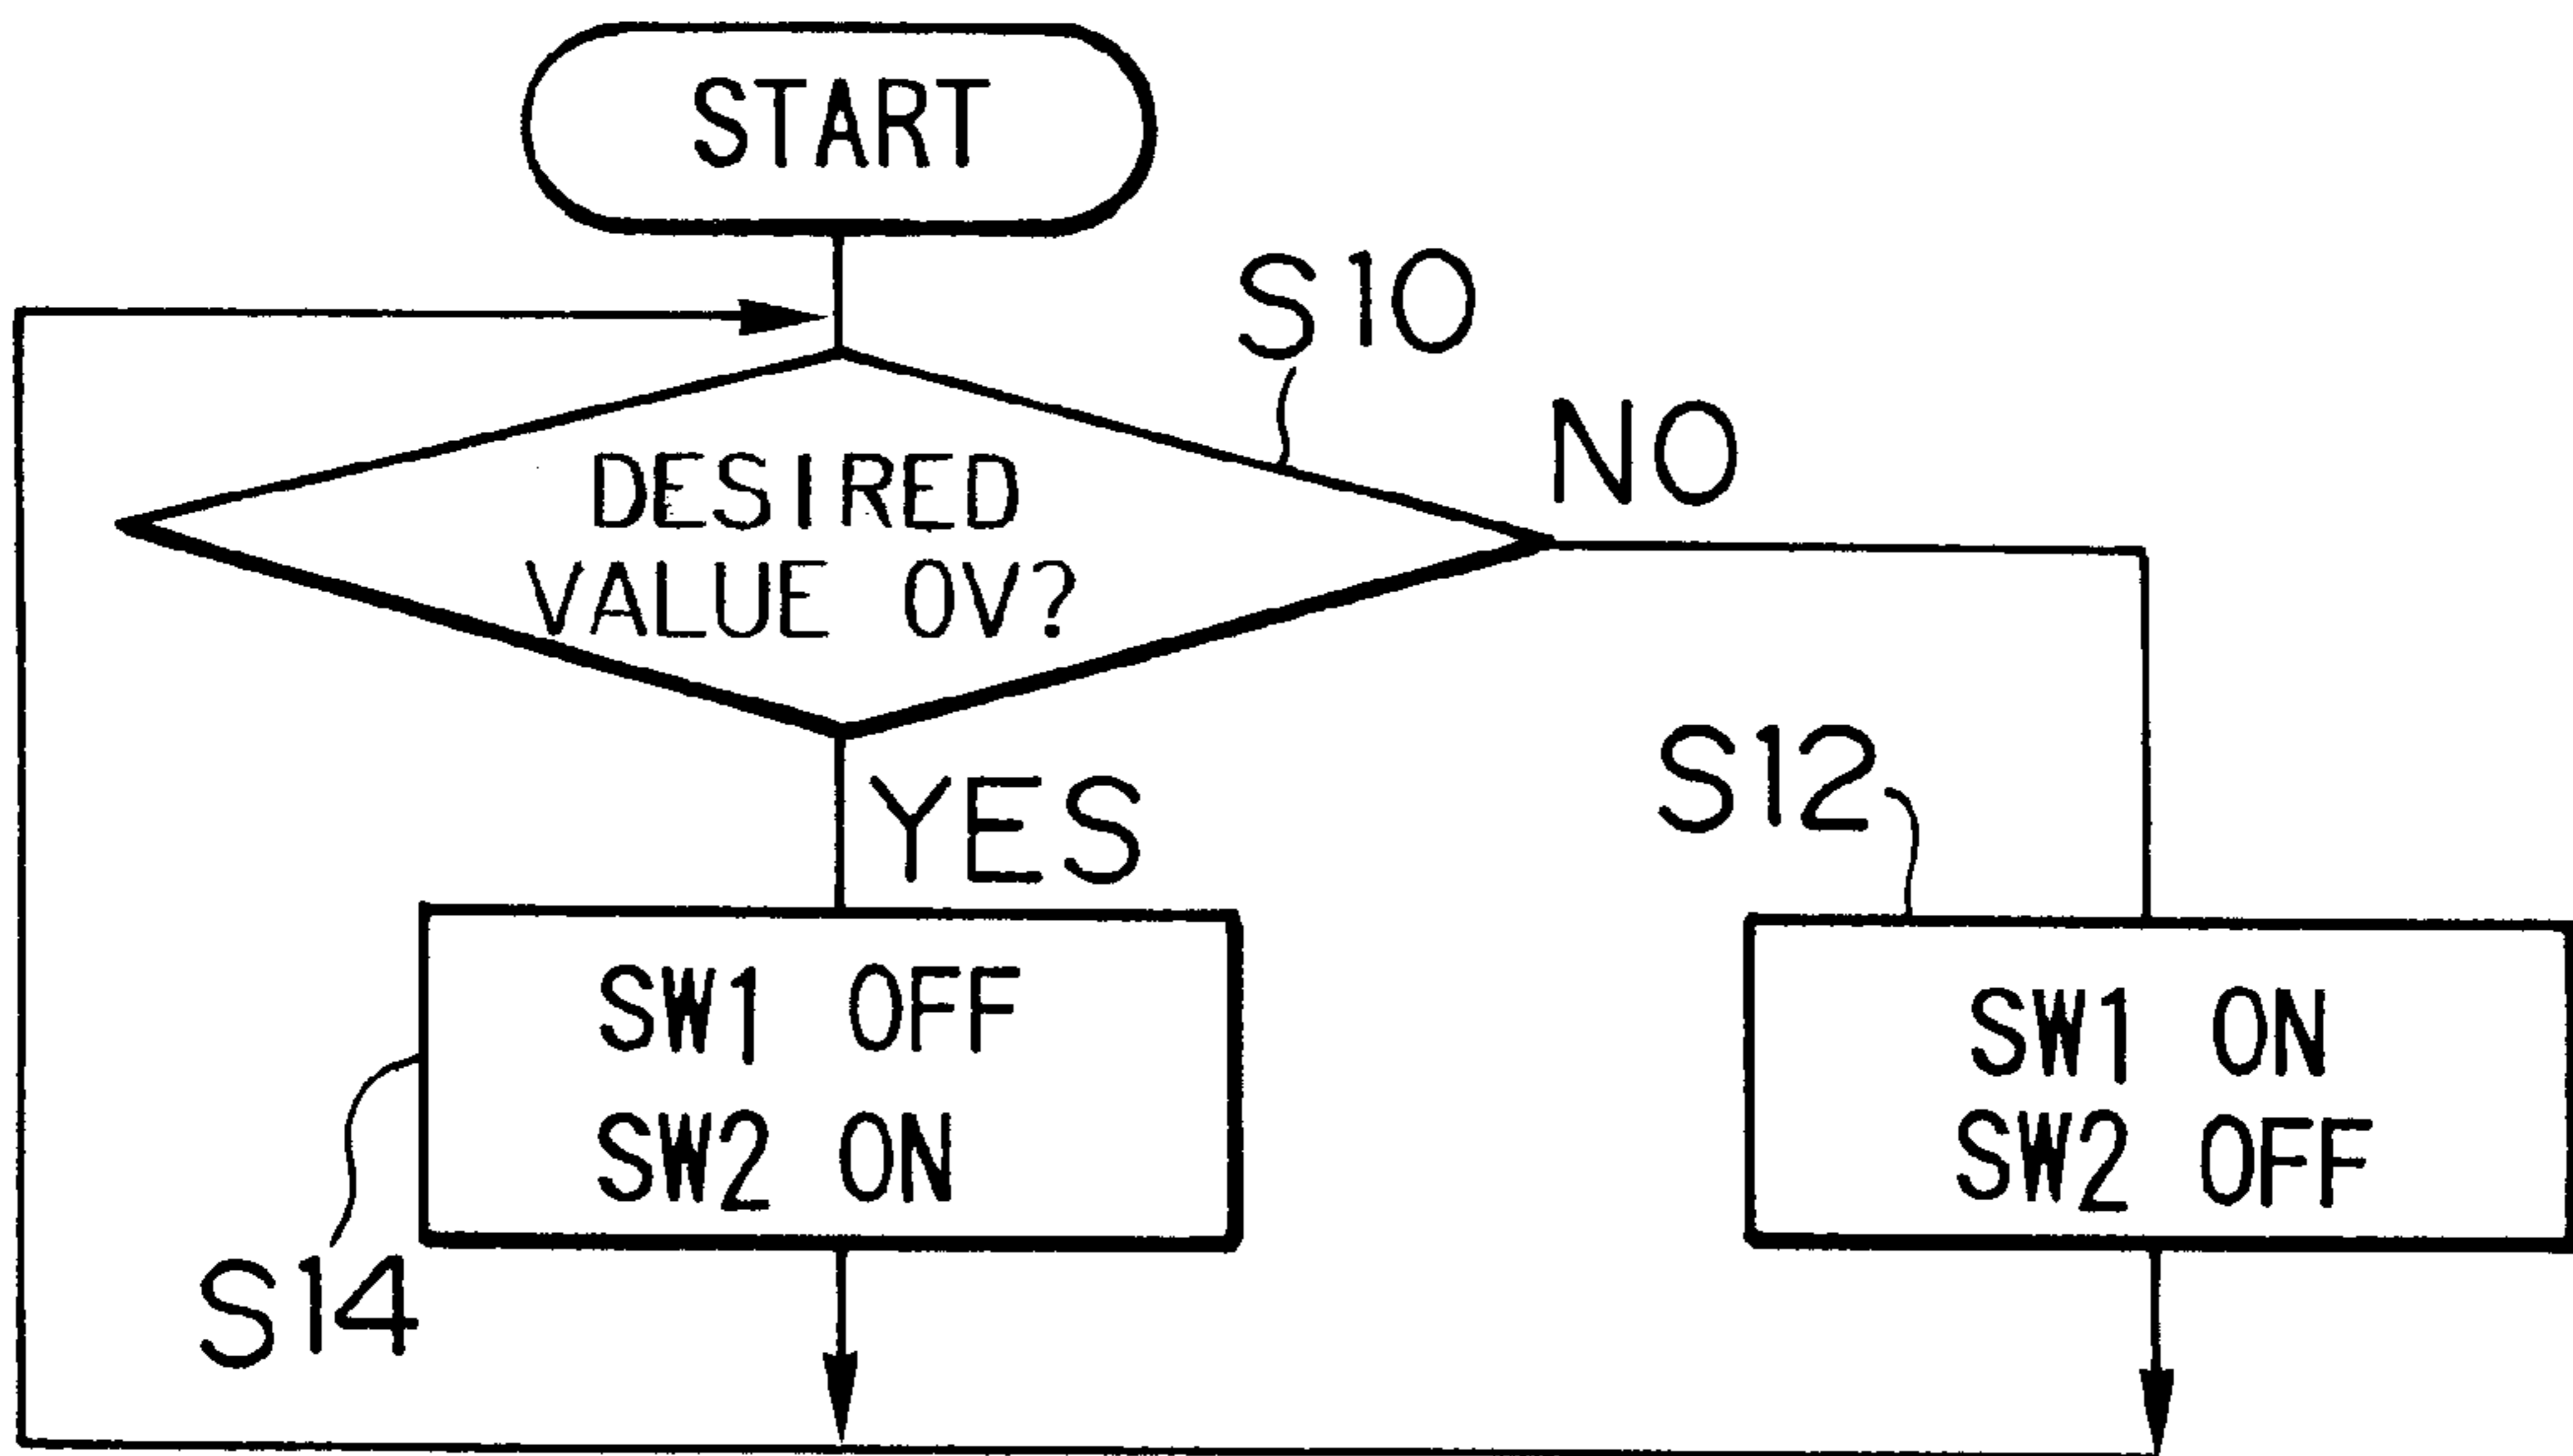 START
S10
NO
DESIRED
VALUE 0V?
YES
S12
SW1 OFF
SW2 ON
SW1 ON
SW2 OFF
S14